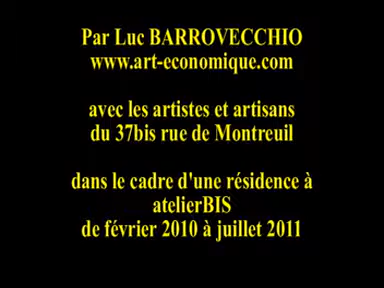 Par Luc BARROVECCHIO
www.art-economique.com
avec les artistes et artisans
du 37bis rue de Montreuil
dans le cadre d'une résidence à
atelierBIS
de février 2010 à juillet 2011